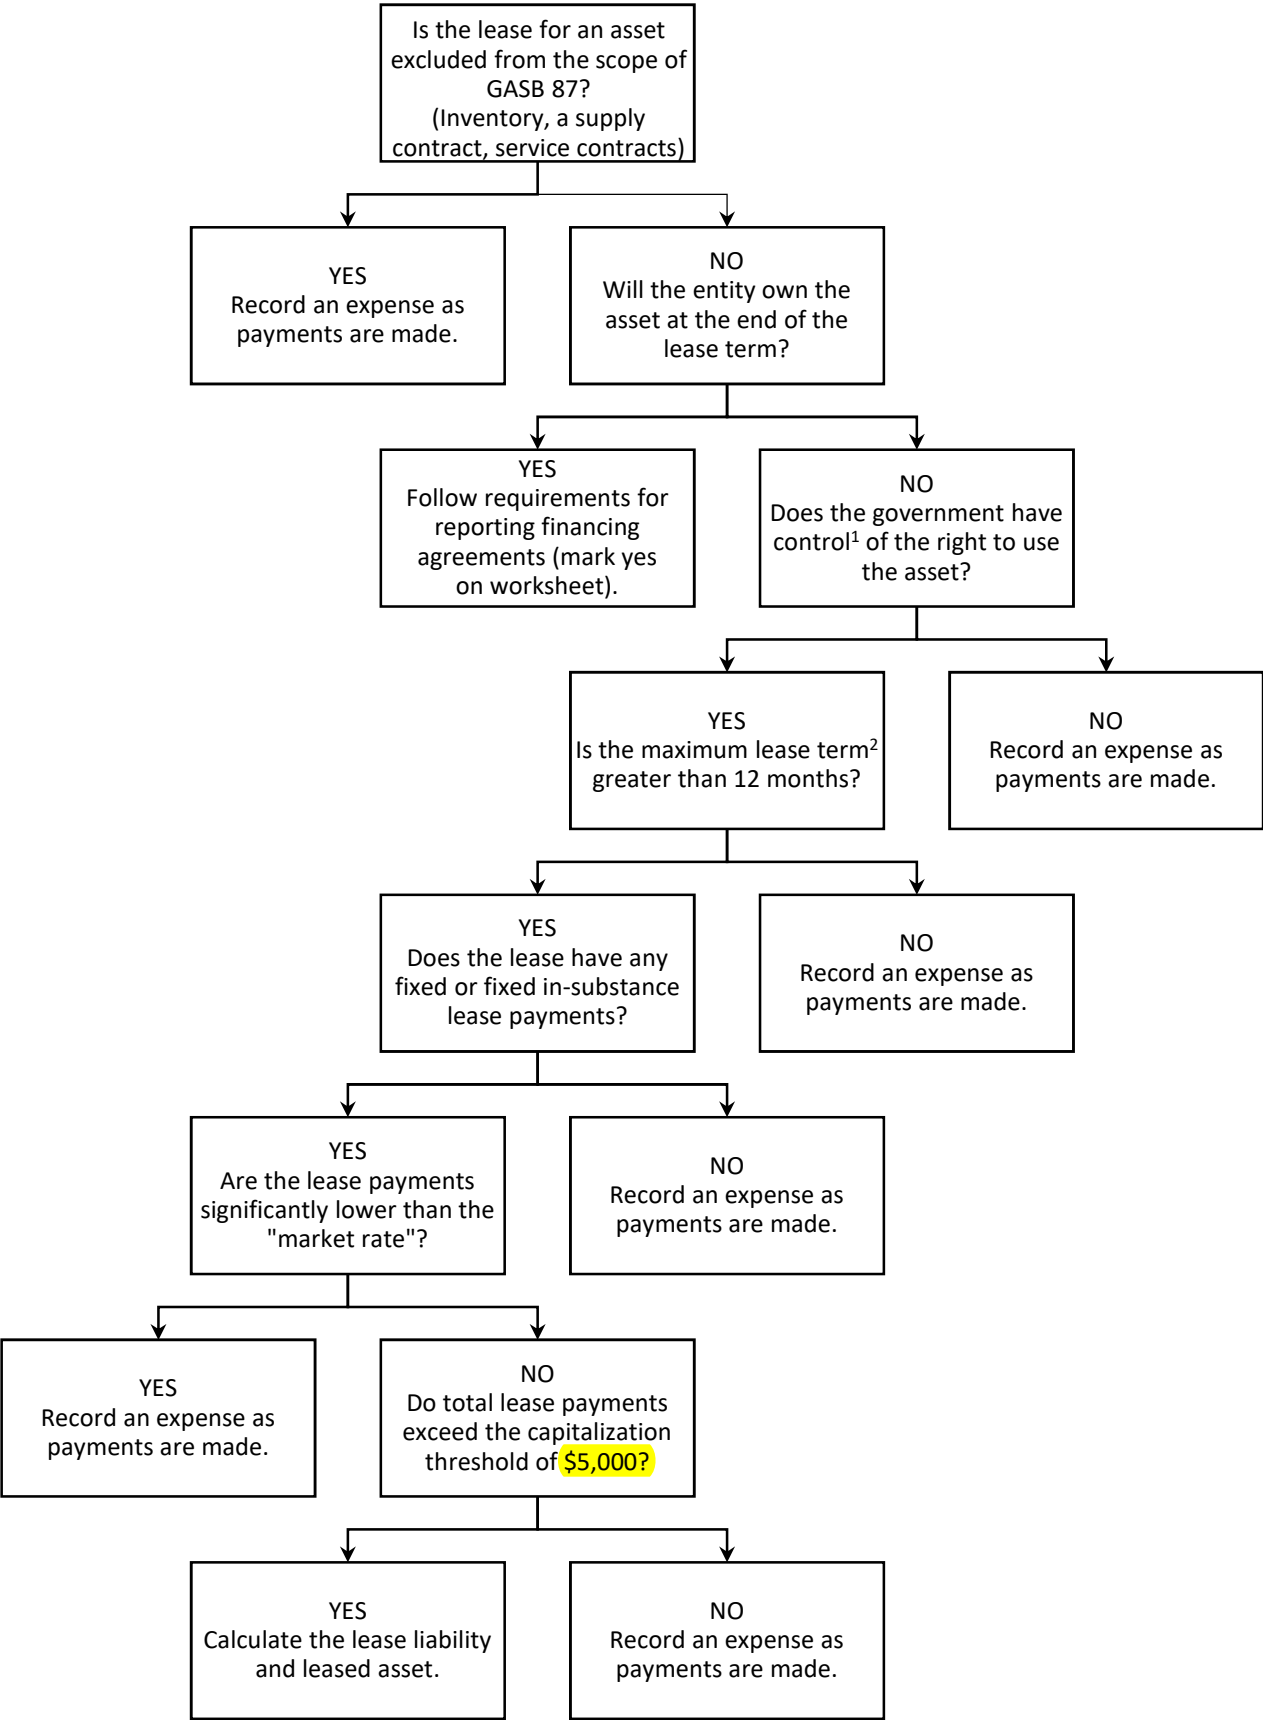 Is the lease for an asset
excluded from the scope of
GASB 87?
(Inventory, a supply
contract, service contracts)
YES
Record an expense as
payments are made.
NO
Will the entity own the
asset at the end of the
lease term?
YES
Follow requirements for
reporting financing
agreements (mark yes
on worksheet).
NO
Does the government have
control¹ of the right to use
the asset?
YES
Is the maximum lease term²
greater than 12 months?
NO
Record an expense as
payments are made.
YES
Does the lease have any
fixed or fixed in-substance
lease payments?
NO
Record an expense as
payments are made.
YES
Are the lease payments
significantly lower than the
"market rate"?
NO
Record an expense as
payments are made.
YES
Record an expense as
payments are made.
NO
Do total lease payments
exceed the capitalization
threshold of $5,000?
YES
Calculate the lease liability
and leased asset.
NO
Record an expense as
payments are made.